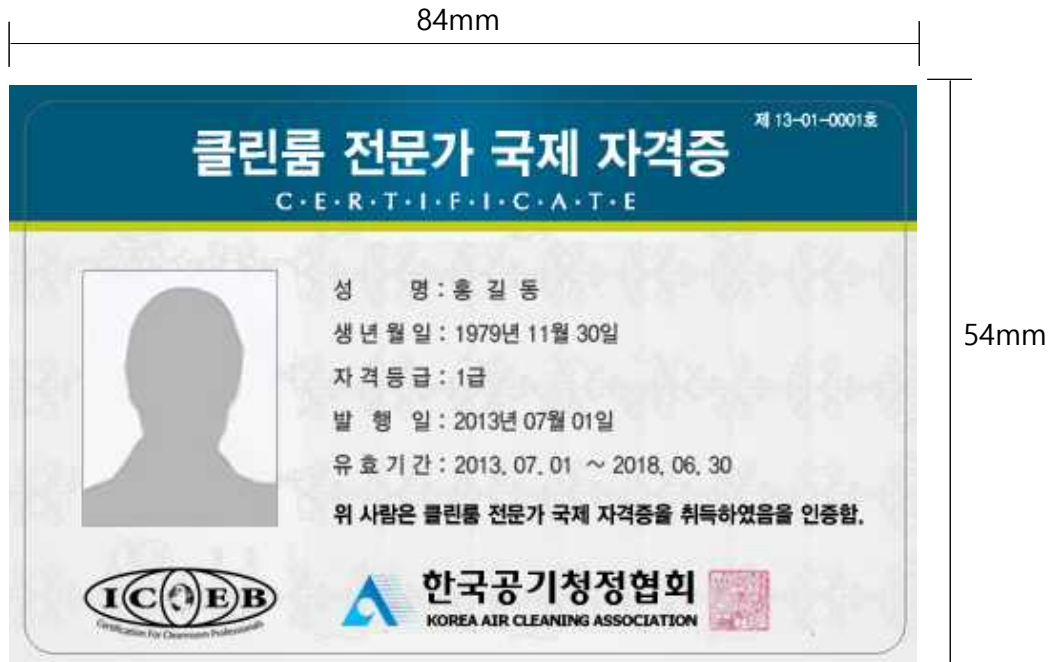 84mm
제 13-01-0001호
클린룸 전문가 국제 자격증
C·E·R·T·I·F·I·C·A·T·E
54mm
성 명 : 홍 길 동
생 년 월 일 : 1979년 11월 30일
자 격 등 급 : 1급
발 행 일 : 2013년 07월 01일
유 효 기 간 : 2013. 07. 01 ~ 2018. 06. 30
위 사람은 클린룸 전문가 국제 자격증을 취득하였음을 인증함.
ICEB
Certification For Cleanroom Professionals
한국공기청정협회
KOREA AIR CLEANING ASSOCIATION